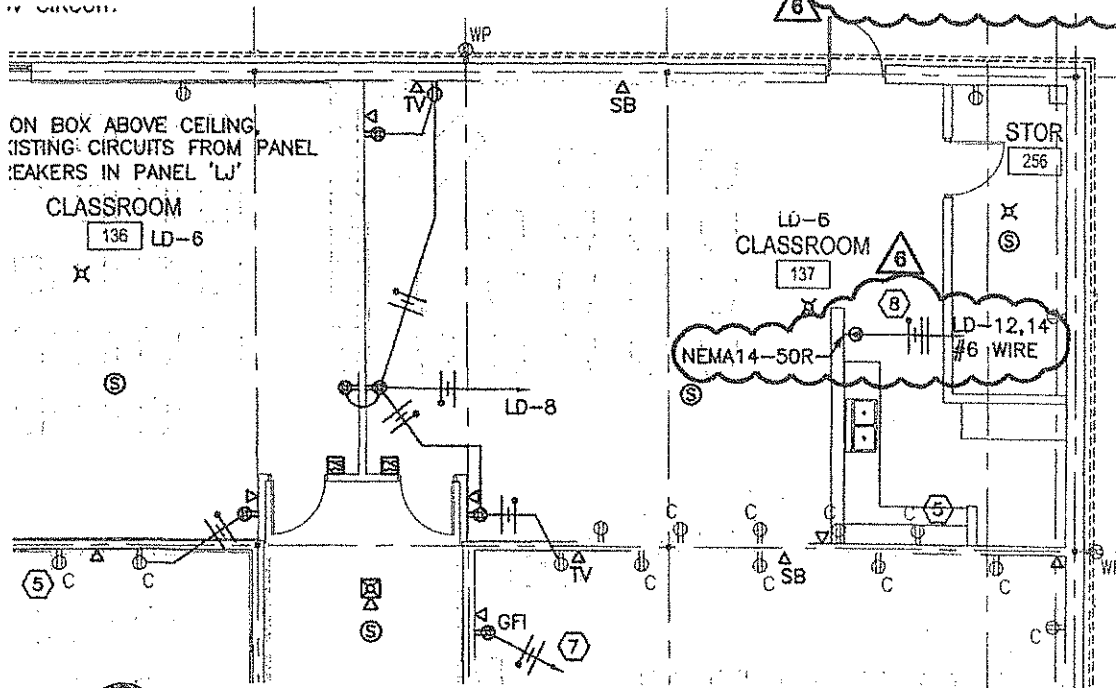 6
WP
TV
SB
ON BOX ABOVE CEILING,
XISTING CIRCUITS FROM PANEL
EAKERS IN PANEL 'LJ'
STOR
256
CLASSROOM
136 LD-6
LD-6
CLASSROOM
137
6
S
8
LD-12,14
#6 WIRE
NEMA14-50R
S
S
LD-8
C
C
C
C
5
5
C
C
TV
C
C
SB
C
C
WP
S
GFI
7
C